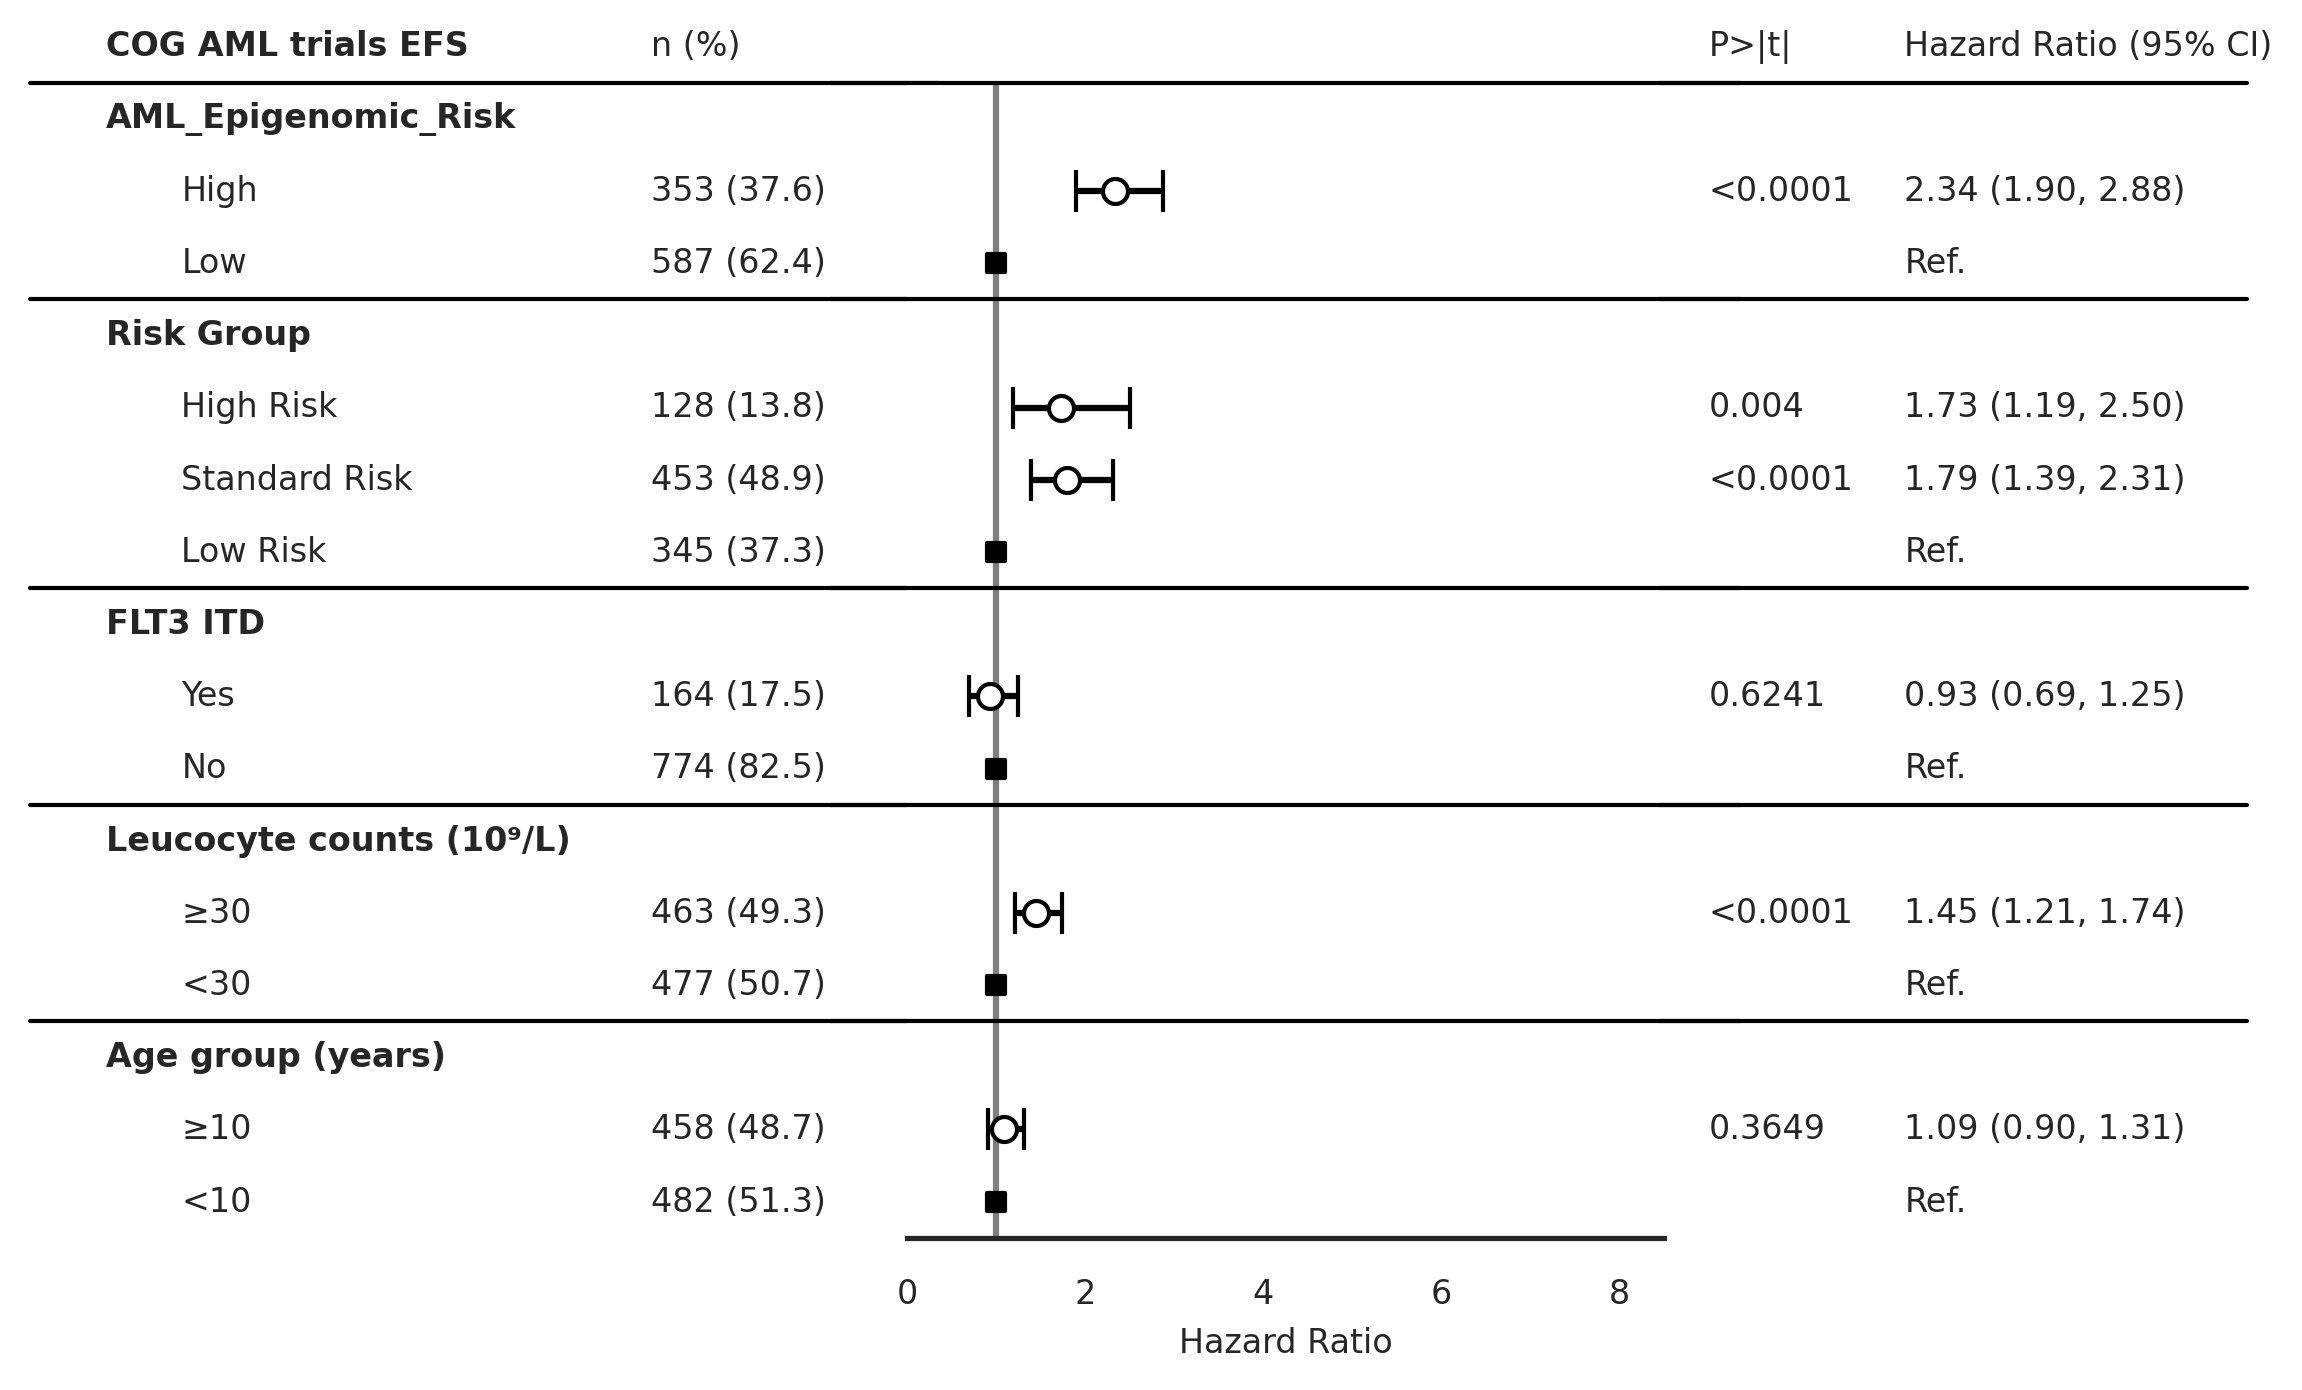 COG AML trials EFS n (%) P>|t| Hazard Ratio (95% CI)
AML_Epigenomic_Risk
High 353 (37.6) <0.0001 2.34 (1.90, 2.88)
Low 587 (62.4) Ref.
Risk Group
High Risk 128 (13.8) 0.004 1.73 (1.19, 2.50)
Standard Risk 453 (48.9) <0.0001 1.79 (1.39, 2.31)
Low Risk 345 (37.3) Ref.
FLT3 ITD
Yes 164 (17.5) 0.6241 0.93 (0.69, 1.25)
No 774 (82.5) Ref.
Leucocyte counts (10⁹/L)
≥30 463 (49.3) <0.0001 1.45 (1.21, 1.74)
<30 477 (50.7) Ref.
Age group (years)
≥10 458 (48.7) 0.3649 1.09 (0.90, 1.31)
<10 482 (51.3) Ref.
0 2 4 6 8
Hazard Ratio